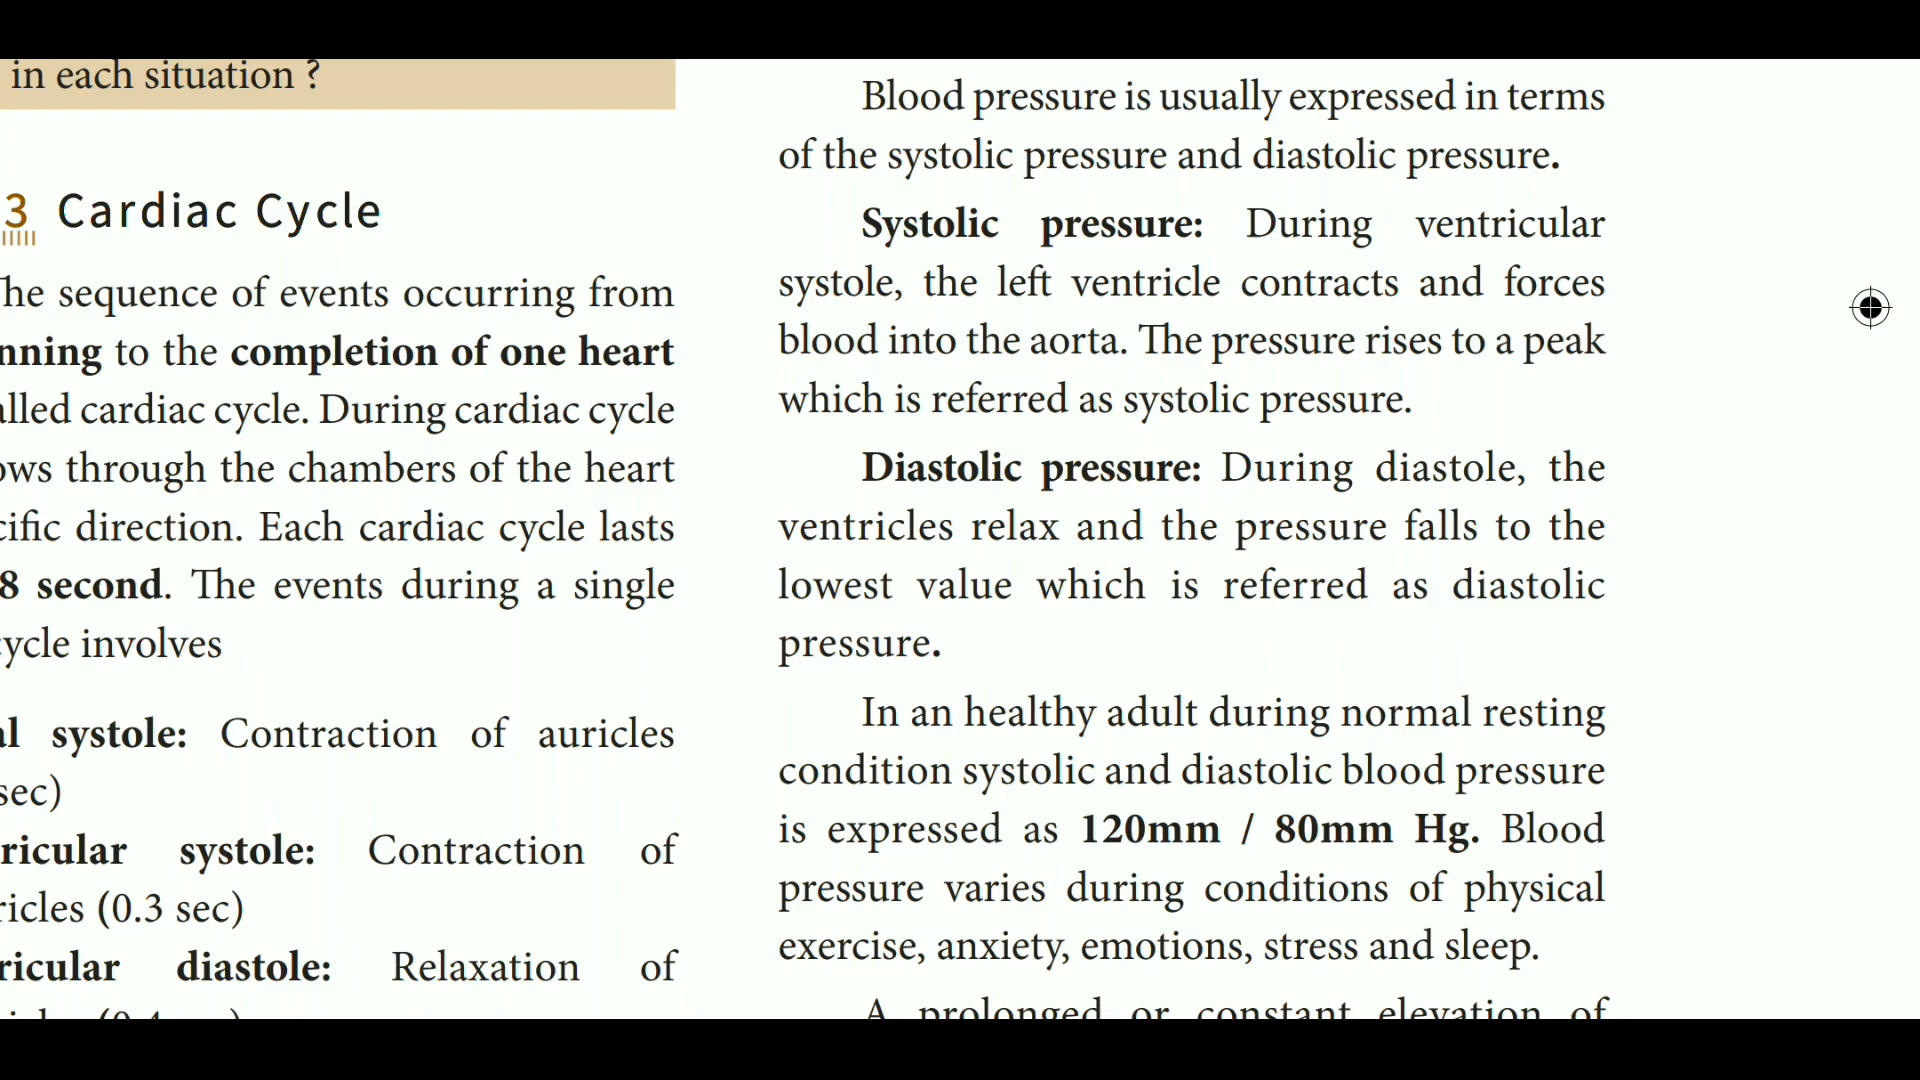 in each situation ?
3 Cardiac Cycle
he sequence of events occurring from
nning to the completion of one heart
alled cardiac cycle. During cardiac cycle
ows through the chambers of the heart
cific direction. Each cardiac cycle lasts
8 second. The events during a single
ycle involves
al systole: Contraction of auricles
sec)
ricular systole: Contraction of
ricles (0.3 sec)
ricular diastole: Relaxation of
Blood pressure is usually expressed in terms
of the systolic pressure and diastolic pressure.
Systolic pressure: During ventricular
systole, the left ventricle contracts and forces
blood into the aorta. The pressure rises to a peak
which is referred as systolic pressure.
Diastolic pressure: During diastole, the
ventricles relax and the pressure falls to the
lowest value which is referred as diastolic
pressure.
In an healthy adult during normal resting
condition systolic and diastolic blood pressure
is expressed as 120mm / 80mm Hg. Blood
pressure varies during conditions of physical
exercise, anxiety, emotions, stress and sleep.
A prolonged or constant elevation of